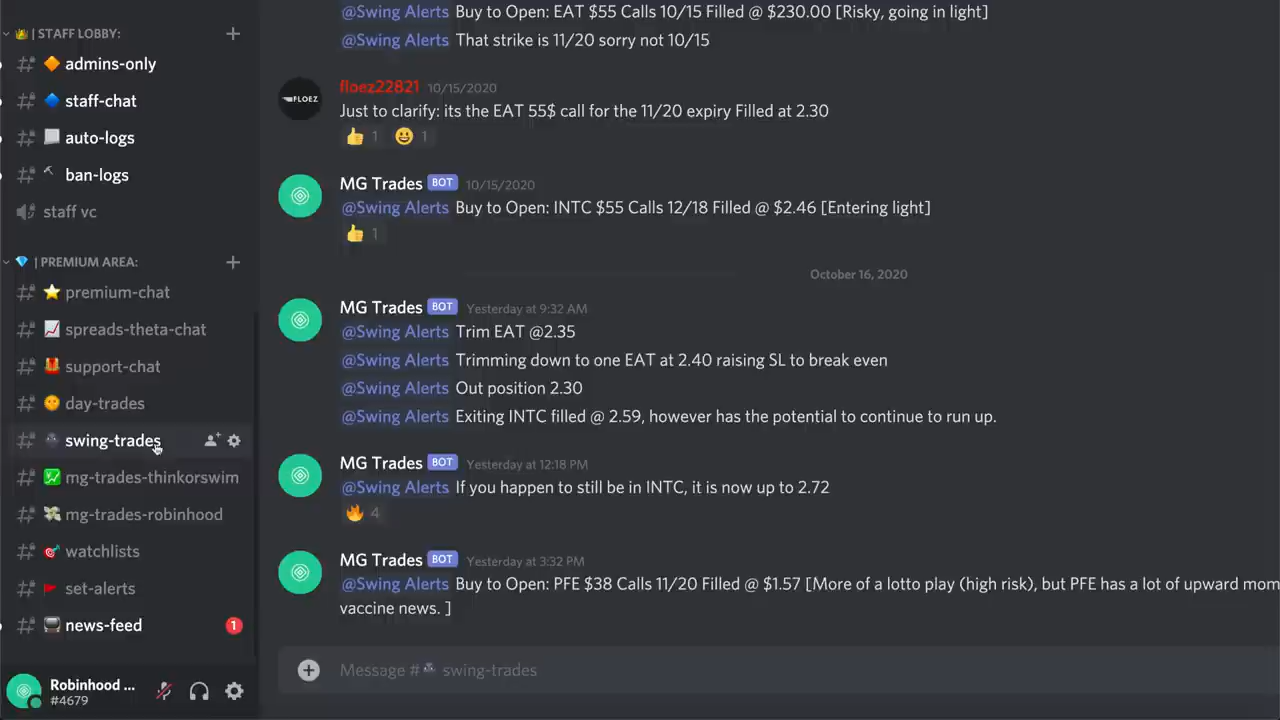 | STAFF LOBBY:
admins-only
staff-chat
auto-logs
ban-logs
staff vc
| PREMIUM AREA:
premium-chat
spreads-theta-chat
support-chat
day-trades
swing-trades
mg-trades-thinkorswim
mg-trades-robinhood
watchlists
set-alerts
news-feed 1
Robinhood ...
#4679
@Swing Alerts Buy to Open: EAT $55 Calls 10/15 Filled @ $230.00 [Risky, going in light]
@Swing Alerts That strike is 11/20 sorry not 10/15
FLOEZ
floez22821 10/15/2020
Just to clarify: its the EAT 55$ call for the 11/20 expiry Filled at 2.30
1 1
MG Trades BOT 10/15/2020
@Swing Alerts Buy to Open: INTC $55 Calls 12/18 Filled @ $2.46 [Entering light]
1
October 16, 2020
MG Trades BOT Yesterday at 9:32 AM
@Swing Alerts Trim EAT @2.35
@Swing Alerts Trimming down to one EAT at 2.40 raising SL to break even
@Swing Alerts Out position 2.30
@Swing Alerts Exiting INTC filled @ 2.59, however has the potential to continue to run up.
MG Trades BOT Yesterday at 12:18 PM
@Swing Alerts If you happen to still be in INTC, it is now up to 2.72
4
MG Trades BOT Yesterday at 3:32 PM
@Swing Alerts Buy to Open: PFE $38 Calls 11/20 Filled @ $1.57 [More of a lotto play (high risk), but PFE has a lot of upward mom
vaccine news. ]
Message # swing-trades